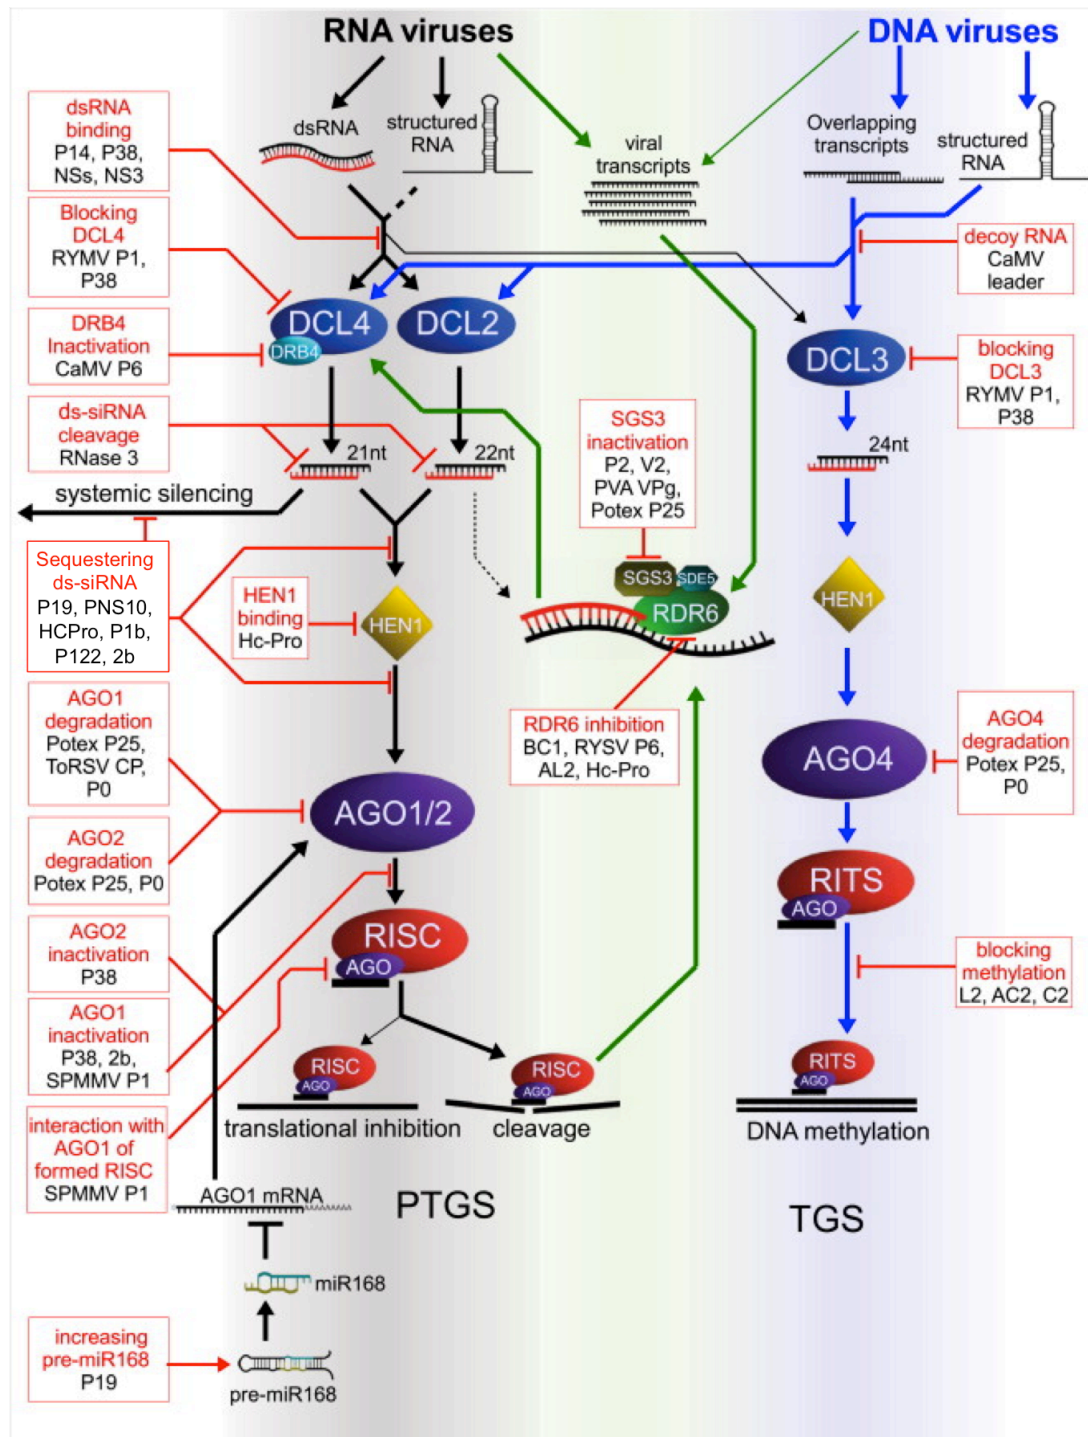 RNA viruses
DNA viruses
dsRNA
binding
P14, P38,
NSs, NS3
dsRNA
structured
RNA
viral
transcripts
Overlapping
transcripts
structured
RNA
Blocking
DCL4
RYMV P1,
P38
decoy RNA
CaMV
leader
DCL4
DRB4
DCL2
DCL3
DRB4
Inactivation
CaMV P6
blocking
DCL3
RYMV P1,
P38
ds-siRNA
cleavage
RNase 3
21nt
22nt
24nt
SGS3
inactivation
P2, V2,
PVA VPg,
Potex P25
systemic silencing
Sequestering
ds-siRNA
P19, PNS10,
HCPro, P1b,
P122, 2b
HEN1
binding
Hc-Pro
HEN1
SGS3
SDE5
RDR6
HEN1
AGO1
degradation
Potex P25,
ToRSV CP,
P0
RDR6 inhibition
BC1, RYSV P6,
AL2, Hc-Pro
AGO4
AGO4
degradation
Potex P25,
P0
AGO1/2
AGO2
degradation
Potex P25, P0
RITS
AGO
RISC
AGO
AGO2
inactivation
P38
blocking
methylation
L2, AC2, C2
AGO1
inactivation
P38, 2b,
SPMMV P1
RISC
AGO
RISC
AGO
RITS
AGO
translational inhibition
cleavage
DNA methylation
interaction with
AGO1 of
formed RISC
SPMMV P1
AGO1 mRNA
PTGS
TGS
miR168
increasing
pre-miR168
P19
pre-miR168